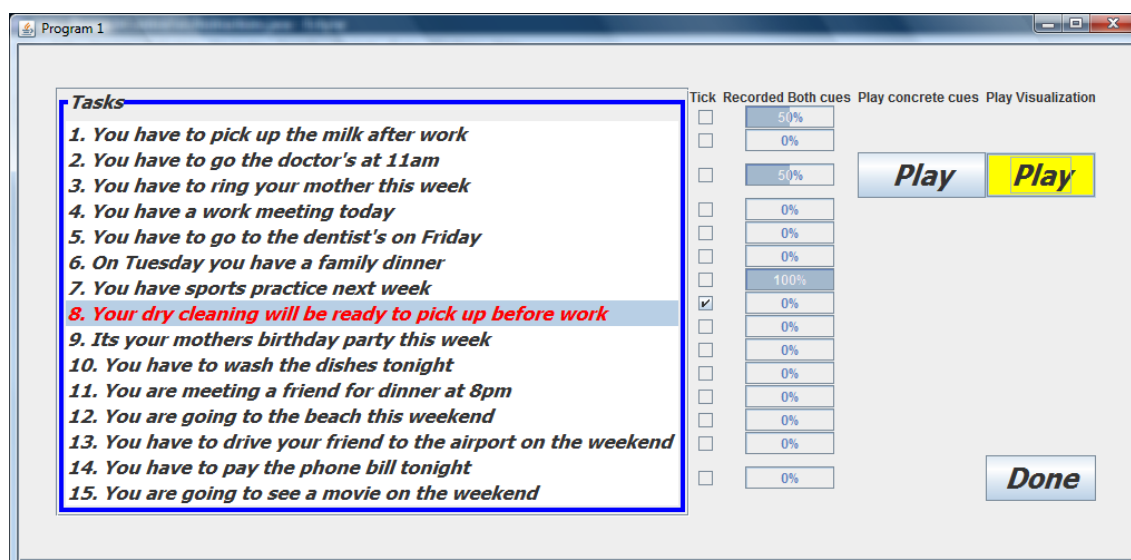 Program 1
Tasks
Tick Recorded Both cues Play concrete cues Play Visualization
1. You have to pick up the milk after work 50%
2. You have to go the doctor's at 11am 0%
3. You have to ring your mother this week 50% Play Play
4. You have a work meeting today 0%
5. You have to go to the dentist's on Friday 0%
6. On Tuesday you have a family dinner 0%
7. You have sports practice next week 100%
8. Your dry cleaning will be ready to pick up before work 0%
9. Its your mothers birthday party this week 0%
10. You have to wash the dishes tonight 0%
11. You are meeting a friend for dinner at 8pm 0%
12. You are going to the beach this weekend 0%
13. You have to drive your friend to the airport on the weekend 0%
14. You have to pay the phone bill tonight 0%
15. You are going to see a movie on the weekend
Done